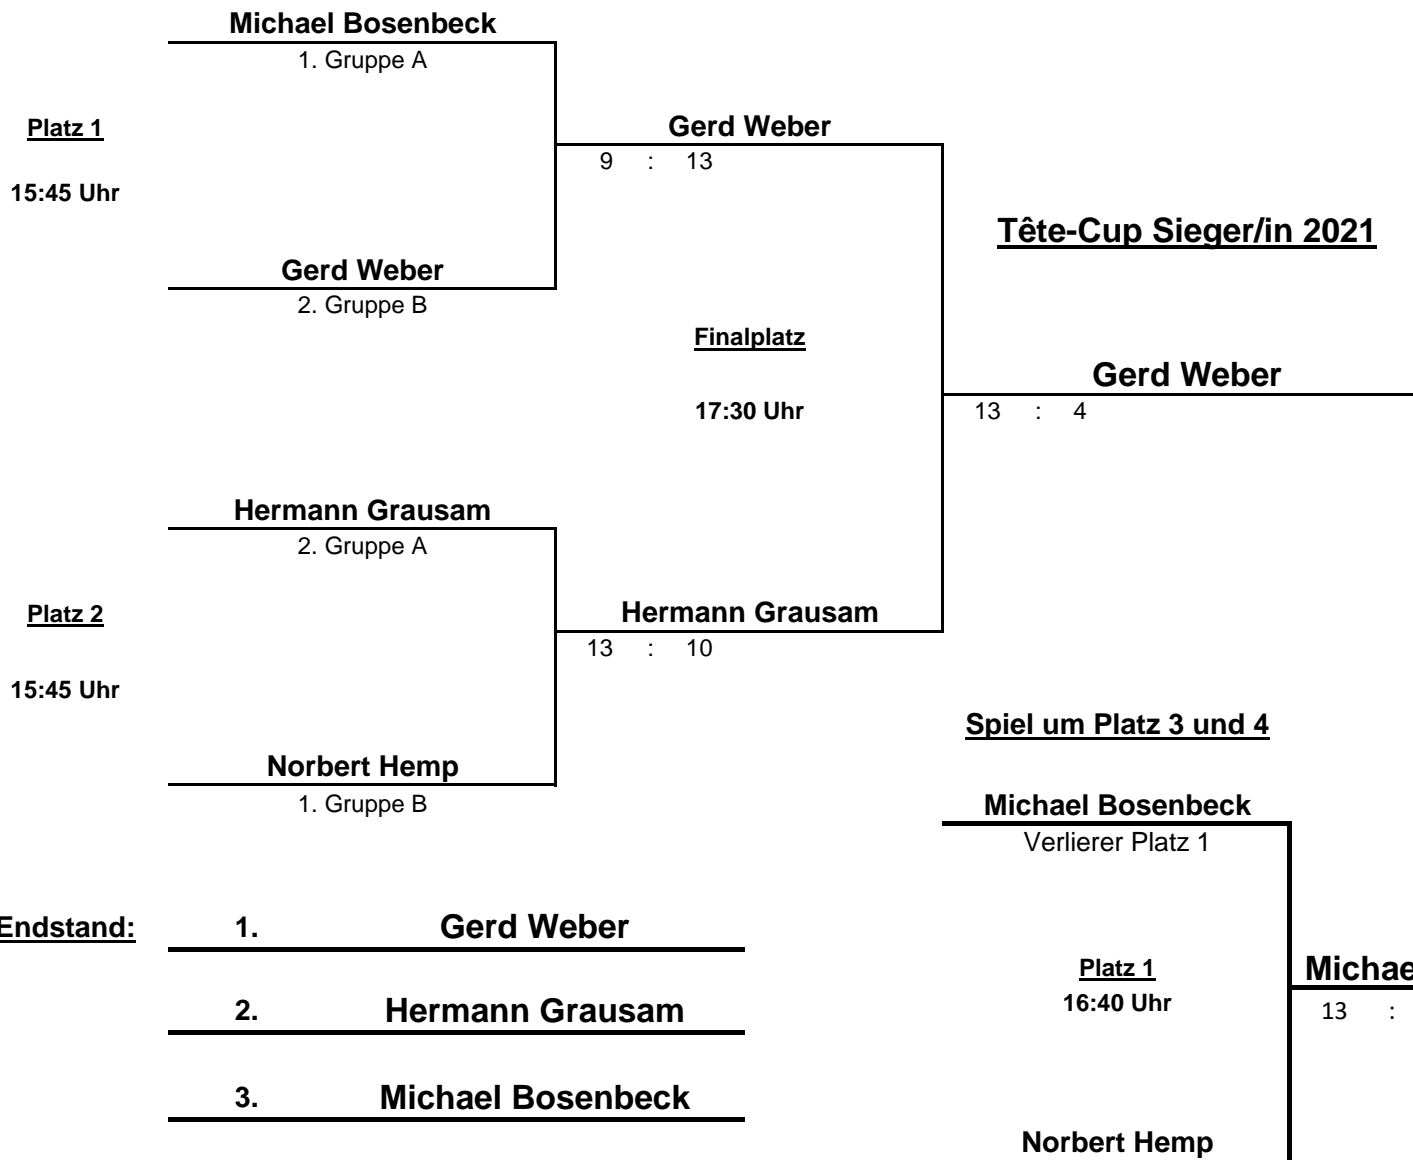 Michael Bosenbeck
1. Gruppe A
Platz 1
Gerd Weber
9 : 13
15:45 Uhr
Tête-Cup Sieger/in 2021
Gerd Weber
2. Gruppe B
Finalplatz
Gerd Weber
17:30 Uhr
13 : 4
Hermann Grausam
2. Gruppe A
Platz 2
Hermann Grausam
13 : 10
15:45 Uhr
Spiel um Platz 3 und 4
Norbert Hemp
1. Gruppe B
Michael Bosenbeck
Verlierer Platz 1
Endstand: 1. Gerd Weber
Platz 1
Michae
16:40 Uhr
13 :
2. Hermann Grausam
3. Michael Bosenbeck
Norbert Hemp